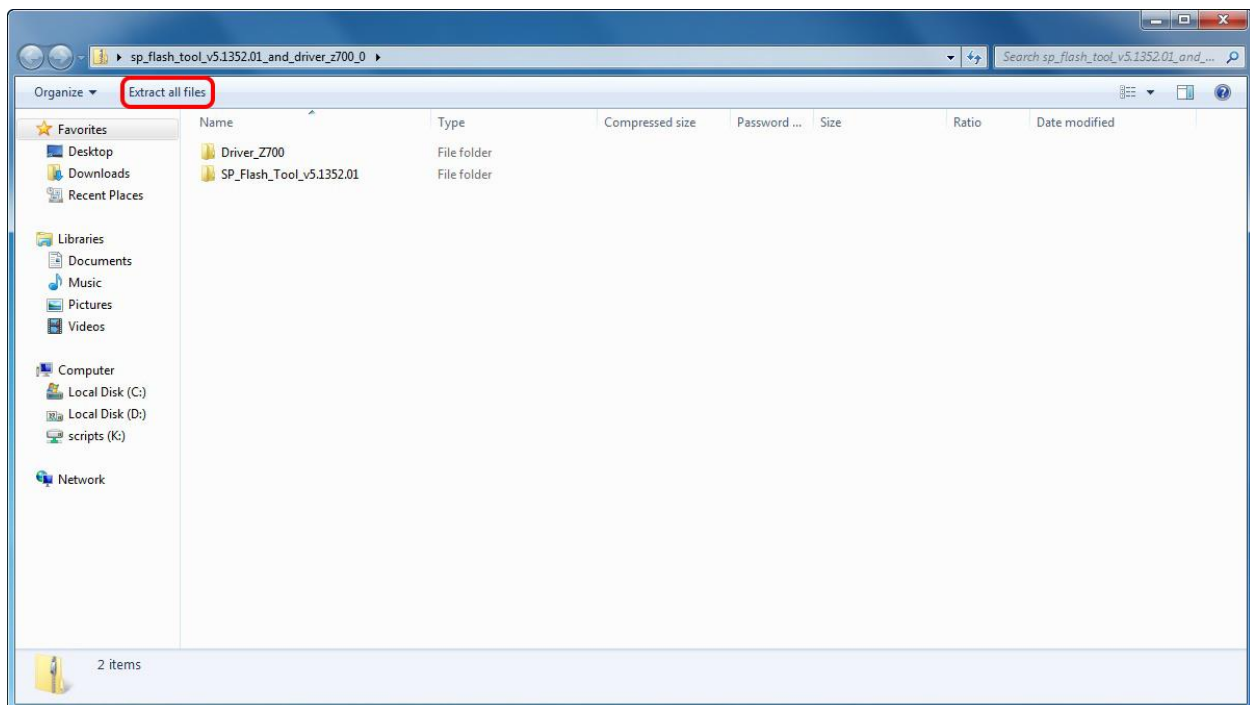 sp_flash_tool_v5.1352.01_and_driver_z700_0
Search sp_flash_tool_v5.1352.01_and_...
Organize
Extract all files
Name Type Compressed size Password ... Size Ratio Date modified
Driver_Z700 File folder
SP_Flash_Tool_v5.1352.01 File folder
Favorites
Desktop
Downloads
Recent Places
Libraries
Documents
Music
Pictures
Videos
Computer
Local Disk (C:)
Local Disk (D:)
scripts (K:)
Network
2 items